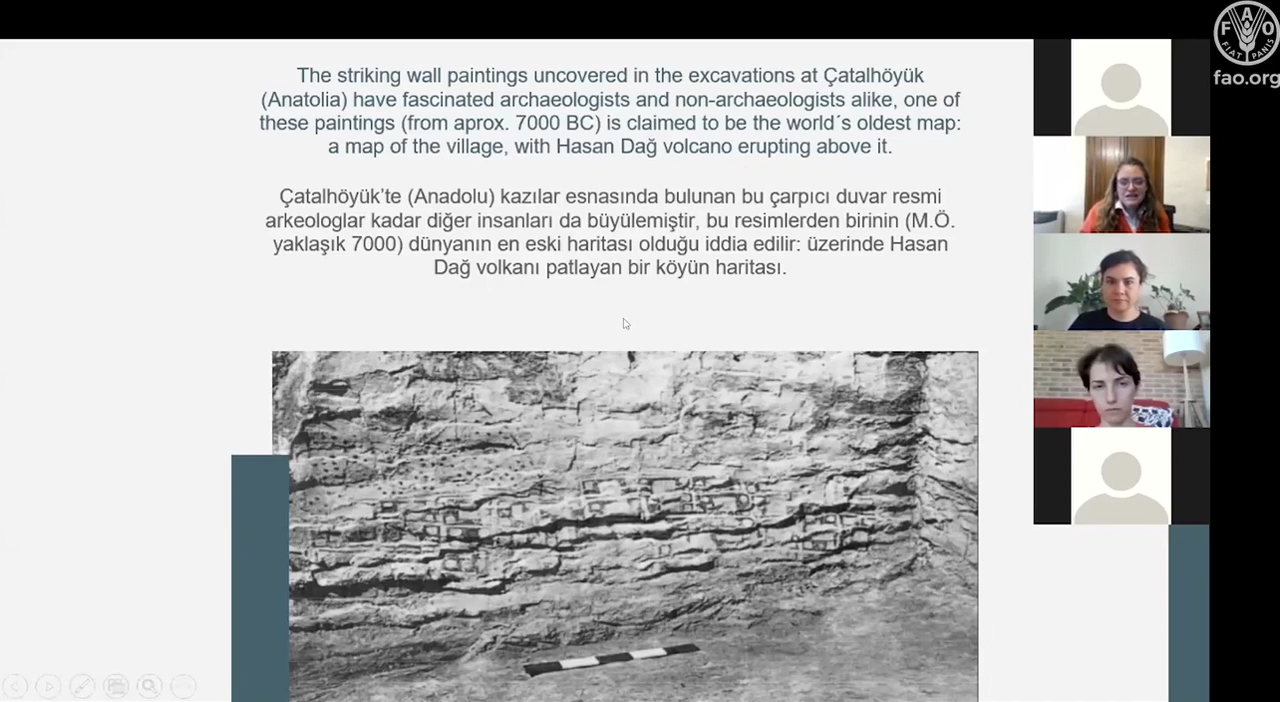 The striking wall paintings uncovered in the excavations at Çatalhöyük
(Anatolia) have fascinated archaeologists and non-archaeologists alike, one of
these paintings (from aprox. 7000 BC) is claimed to be the world´s oldest map:
a map of the village, with Hasan Dağ volcano erupting above it.
Çatalhöyük’te (Anadolu) kazılar esnasında bulunan bu çarpıcı duvar resmi
arkeologlar kadar diğer insanları da büyülemiştir, bu resimlerden birinin (M.Ö.
yaklaşık 7000) dünyanın en eski haritası olduğu iddia edilir: üzerinde Hasan
Dağ volkanı patlayan bir köyün haritası.
F A O
FIAT PANIS
fao.org